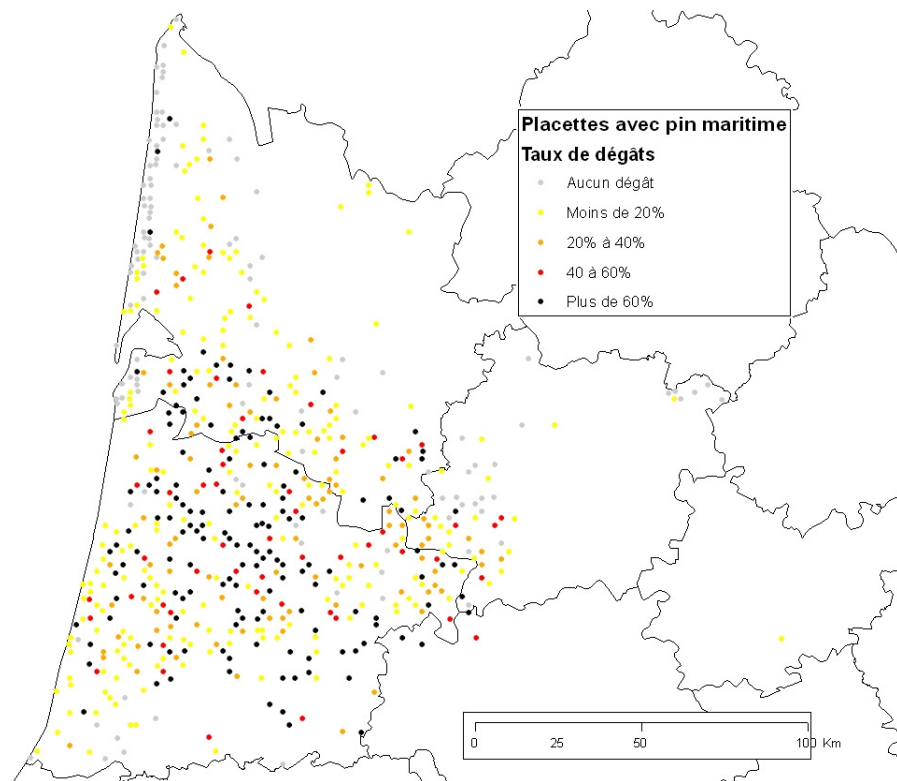 Placettes avec pin maritime
Taux de dégâts
Aucun dégât
Moins de 20%
20% à 40%
40 à 60%
Plus de 60%
0 25 50 100 Km